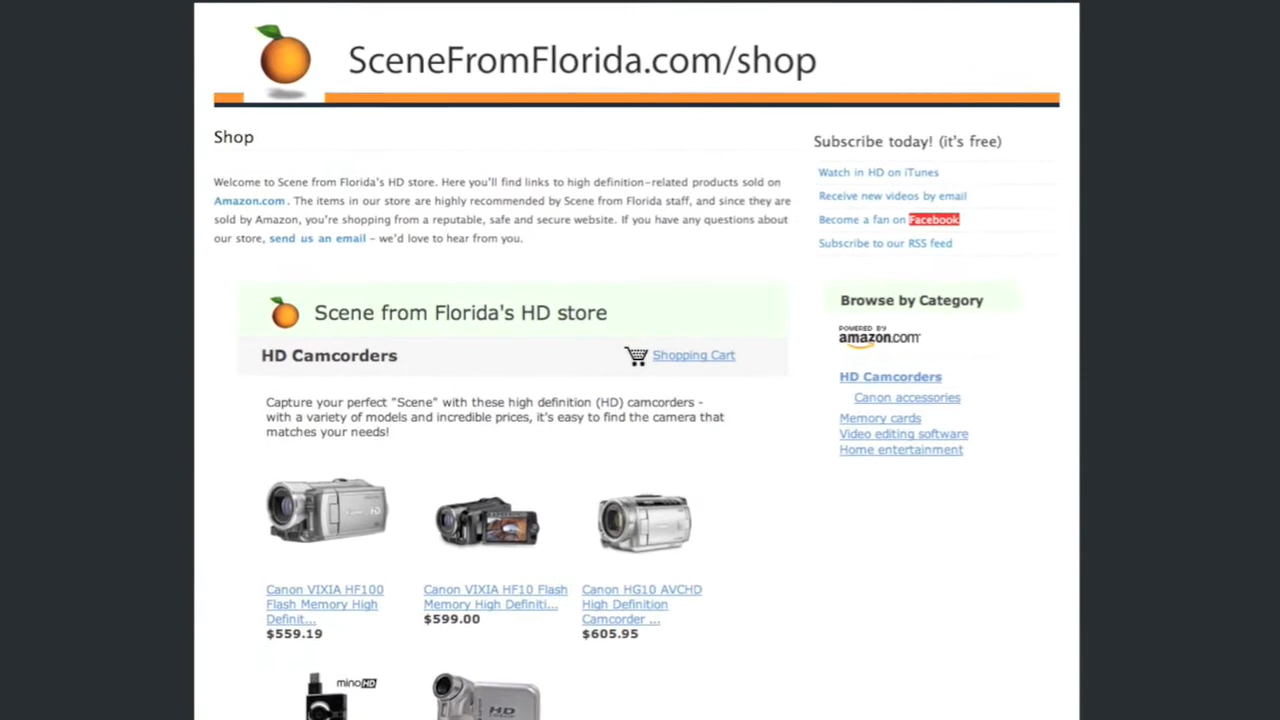 SceneFromFlorida.com/shop
Shop
Welcome to Scene from Florida's HD store. Here you'll find links to high definition-related products sold on
Amazon.com. The items in our store are highly recommended by Scene from Florida staff, and since they are
sold by Amazon, you're shopping from a reputable, safe and secure website. If you have any questions about
our store, send us an email - we'd love to hear from you.
Subscribe today! (it's free)
Watch in HD on iTunes
Receive new videos by email
Become a fan on Facebook
Subscribe to our RSS feed
Scene from Florida's HD store
HD Camcorders
Shopping Cart
Capture your perfect "Scene" with these high definition (HD) camcorders -
with a variety of models and incredible prices, it's easy to find the camera that
matches your needs!
Browse by Category
POWERED BY
amazon.com
HD Camcorders
Canon accessories
Memory cards
Video editing software
Home entertainment
Canon VIXIA HF100
Flash Memory High
Definit...
$559.19
Canon VIXIA HF10 Flash
Memory High Definiti...
$599.00
Canon HG10 AVCHD
High Definition
Camcorder ...
$605.95
minoHD
HD